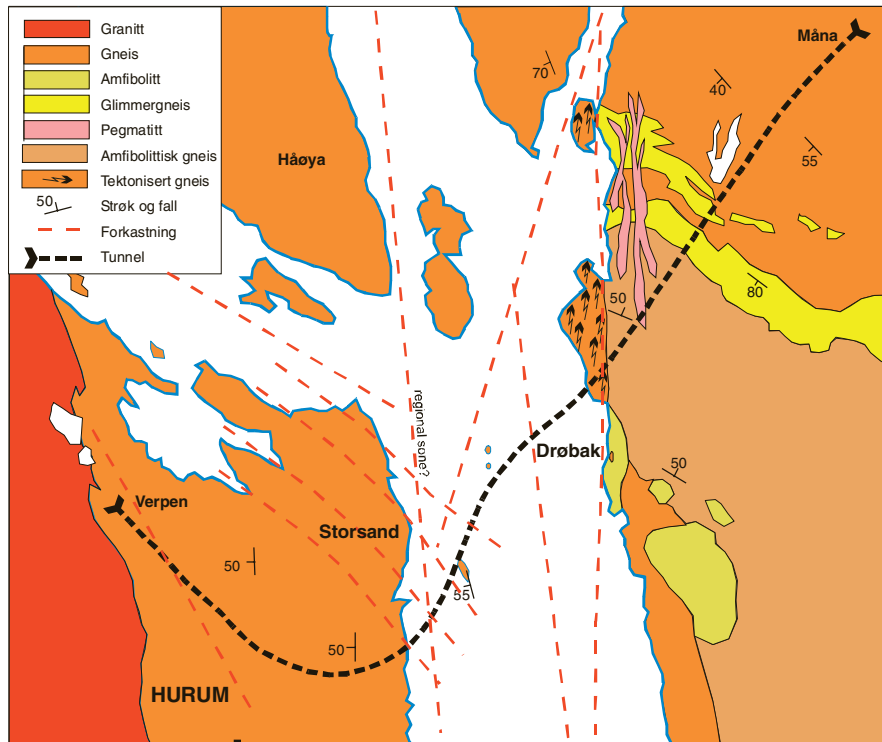 Granitt
Gneis
Amfibolitt
Glimmergneis
Pegmatitt
Amfibolittisk gneis
Tektonisert gneis
50 Strøk og fall
Forkastning
Tunnel
Måna
70
40
55
Håøya
50
80
regional sone?
Drøbak
50
Verpen
Storsand
50
55
50
HURUM